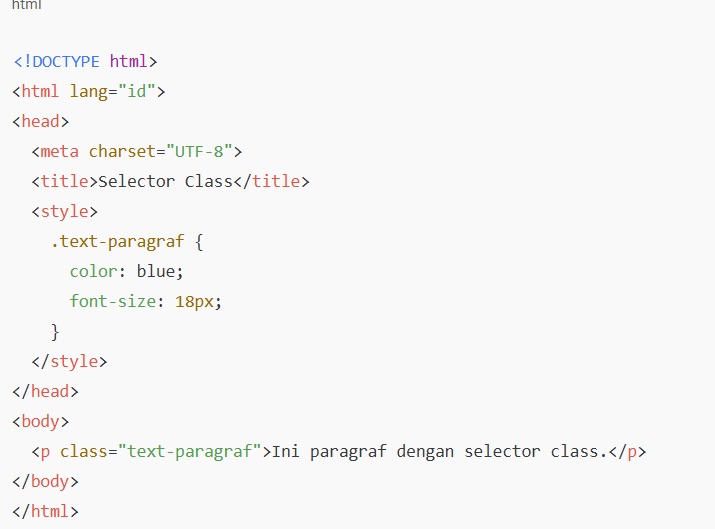 html
<!DOCTYPE html>
<html lang="id">
<head>
  <meta charset="UTF-8">
  <title>Selector Class</title>
  <style>
    .text-paragraf {
      color: blue;
      font-size: 18px;
    }
  </style>
</head>
<body>
  <p class="text-paragraf">Ini paragraf dengan selector class.</p>
</body>
</html>